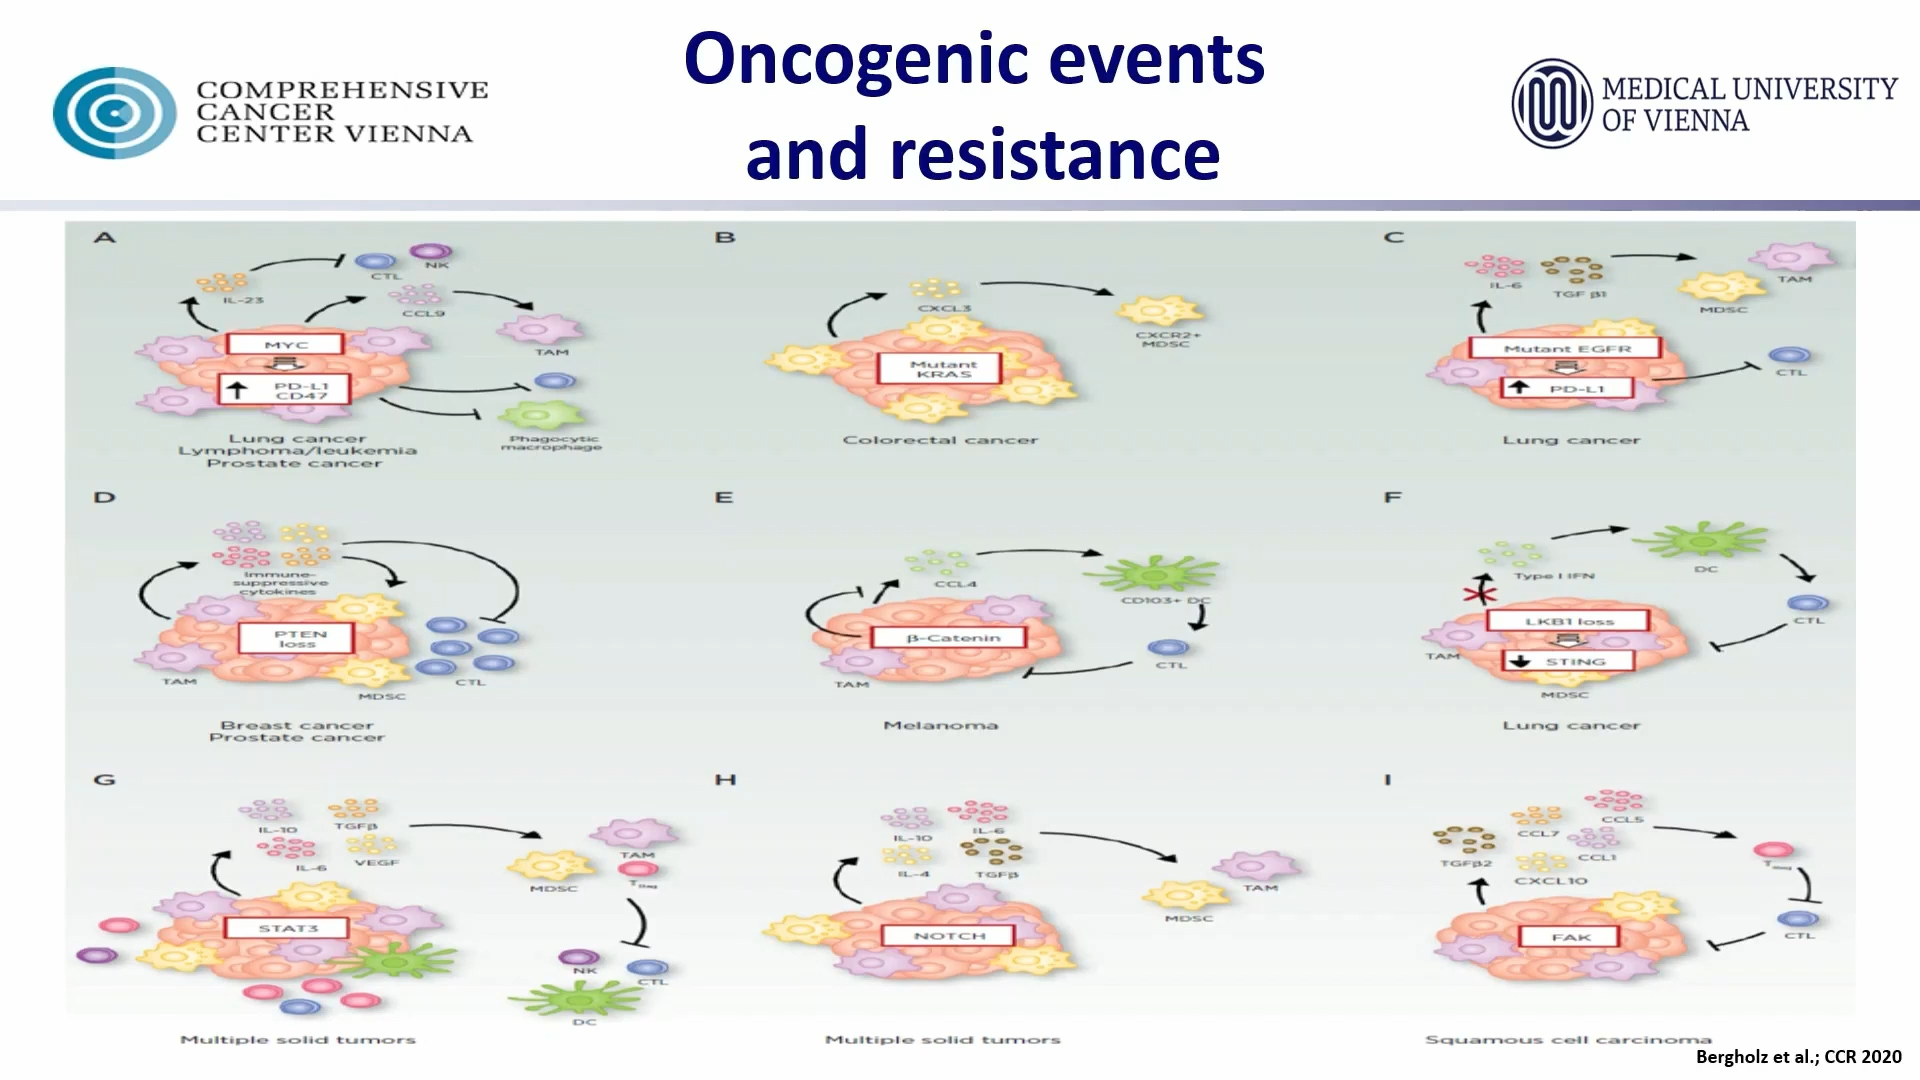 Oncogenic events
and resistance
COMPREHENSIVE
CANCER
CENTER VIENNA
MEDICAL UNIVERSITY
OF VIENNA
A
IL-23
CTL
NK
CCL9
TAM
MYC
PD-L1
CD47
Phagocytic
macrophage
Lung cancer
Lymphoma/leukemia
Prostate cancer
B
CXCL3
CXCR2+
MDSC
Mutant
KRAS
Colorectal cancer
C
IL-6
TGF β1
TAM
MDSC
Mutant EGFR
PD-L1
CTL
Lung cancer
D
Immune-
suppressive
cytokines
PTEN
loss
TAM
MDSC
CTL
Breast cancer
Prostate cancer
E
CCL4
CD103+ DC
β-Catenin
CTL
TAM
Melanoma
F
Type I IFN
DC
CTL
LKB1 loss
STING
TAM
MDSC
Lung cancer
G
IL-10
TGFβ
IL-6
VEGF
TAM
MDSC
STAT3
NK
CTL
DC
Multiple solid tumors
H
IL-10
IL-6
IL-4
TGFβ
TAM
MDSC
NOTCH
Multiple solid tumors
I
CCL5
CCL7
TGFβ2
CCL1
CXCL10
CTL
FAK
Squamous cell carcinoma
Bergholz et al.; CCR 2020